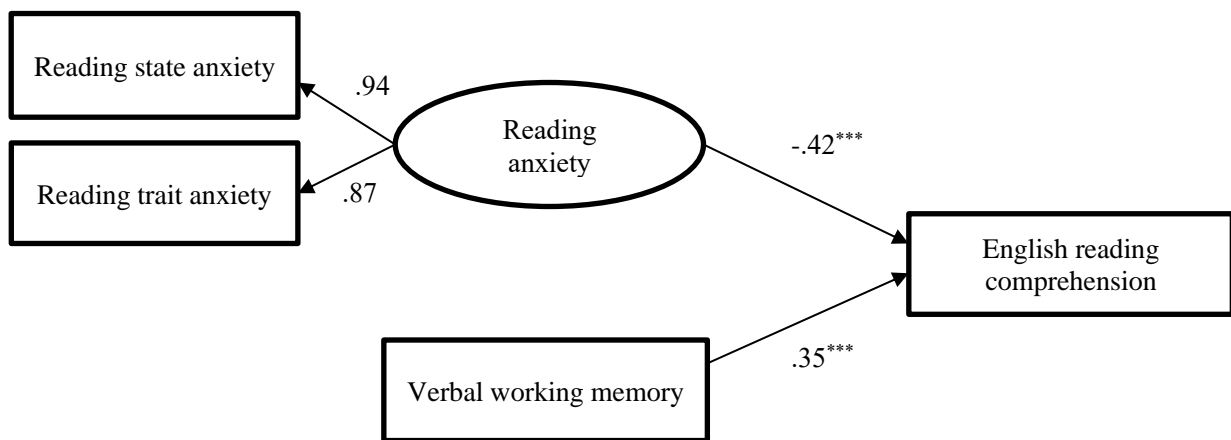 Reading state anxiety
.94
Reading
anxiety
-.42***
Reading trait anxiety
.87
English reading
comprehension
.35***
Verbal working memory